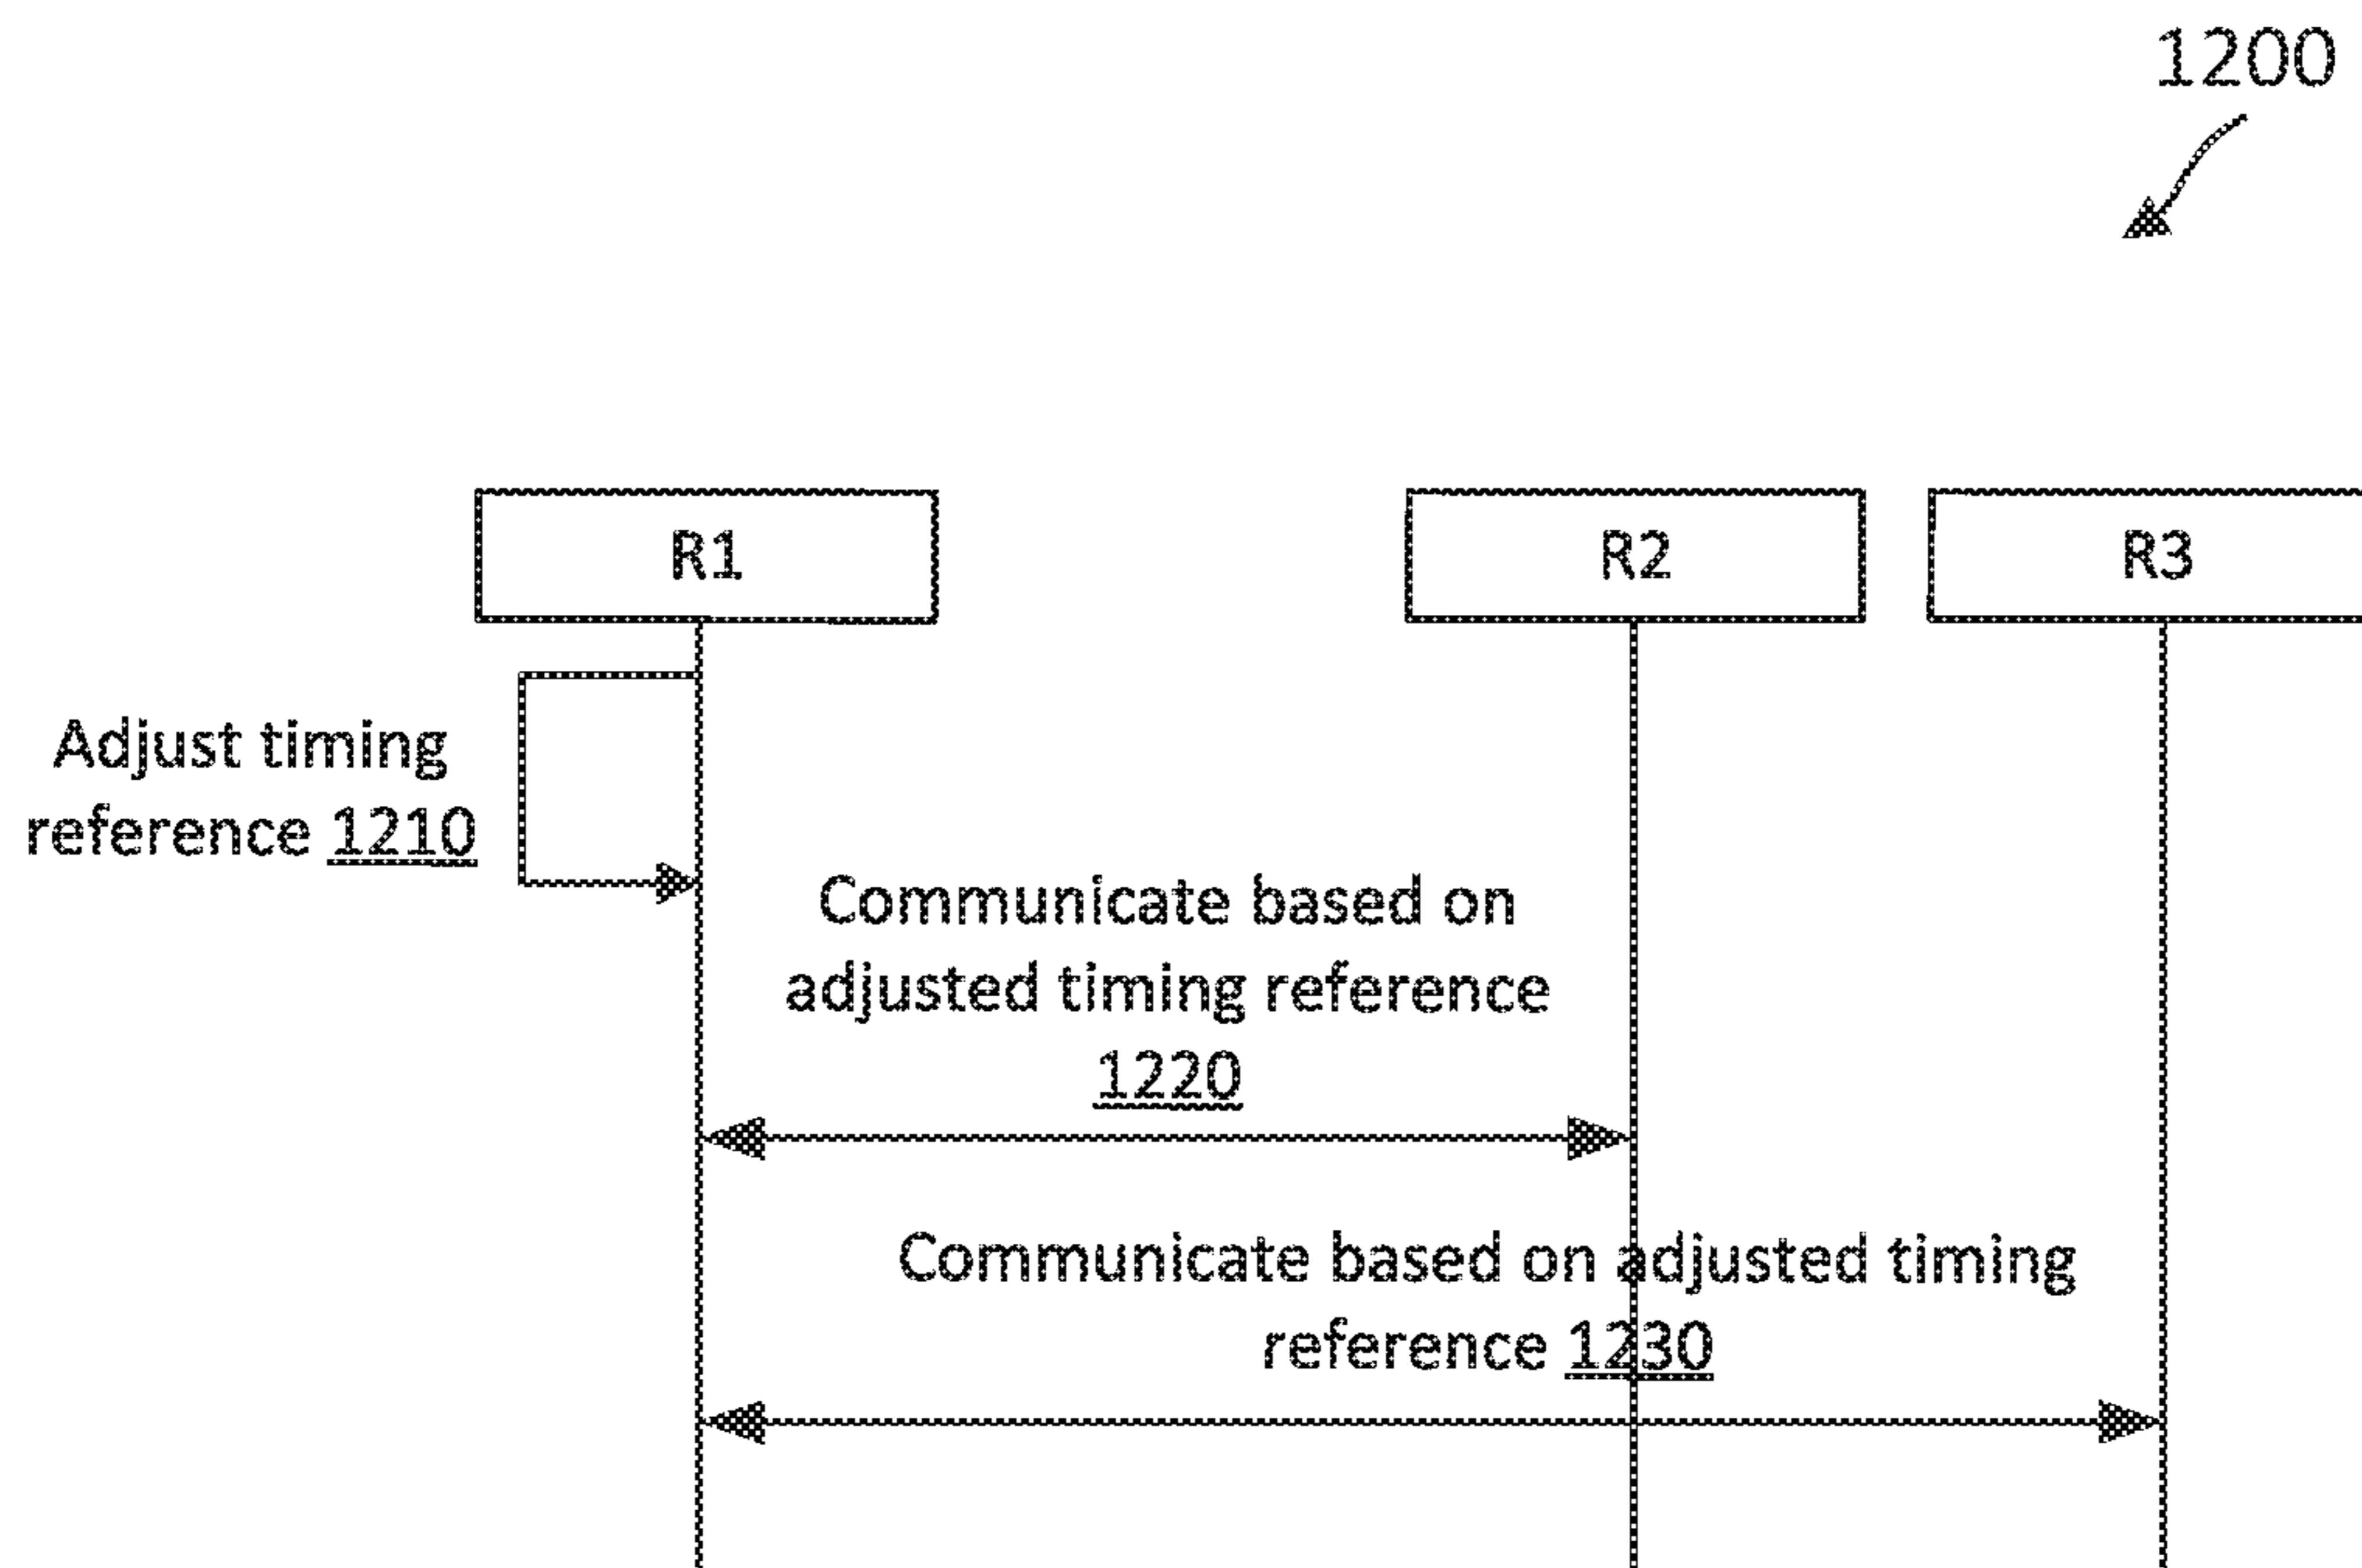 1200
R1
R2
R3
Adjust timing
reference 1210
Communicate based on
adjusted timing reference
1220
Communicate based on adjusted timing
reference 1230